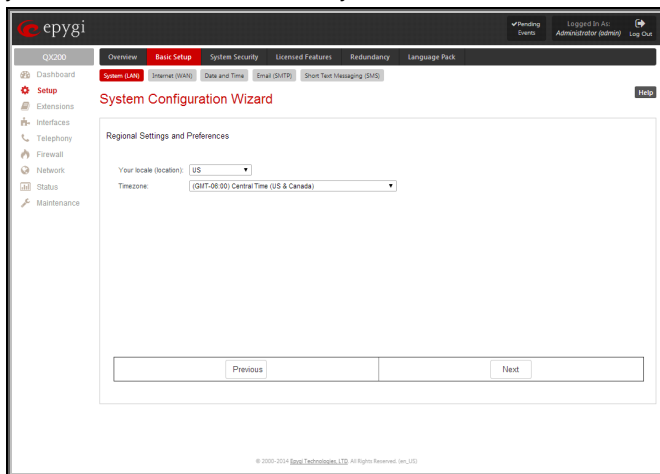 epygi
✔Pending Events
Logged In As: Administrator (admin)
Log Out
QX200
Overview Basic Setup System Security Licensed Features Redundancy Language Pack
Dashboard
Setup
Extensions
Interfaces
Telephony
Firewall
Network
Status
Maintenance
System (LAN) Internet (WAN) Date and Time Email (SMTP) Short Text Messaging (SMS)
System Configuration Wizard
Help
Regional Settings and Preferences
Your locale (location): US
Timezone: (GMT-06:00) Central Time (US & Canada)
Previous Next
© 2000-2014 Epygi Technologies, LTD. All Rights Reserved. (en_US)